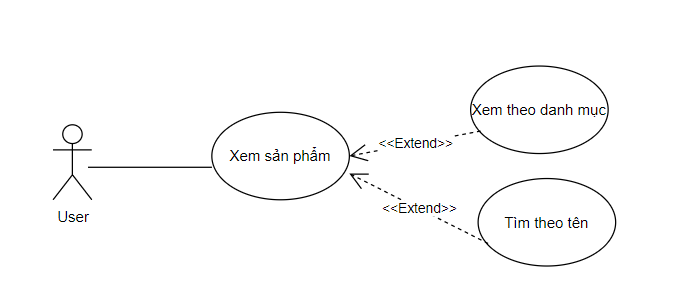 Xem theo danh mục
<<Extend>>
Xem sản phẩm
<<Extend>>
User
Tìm theo tên